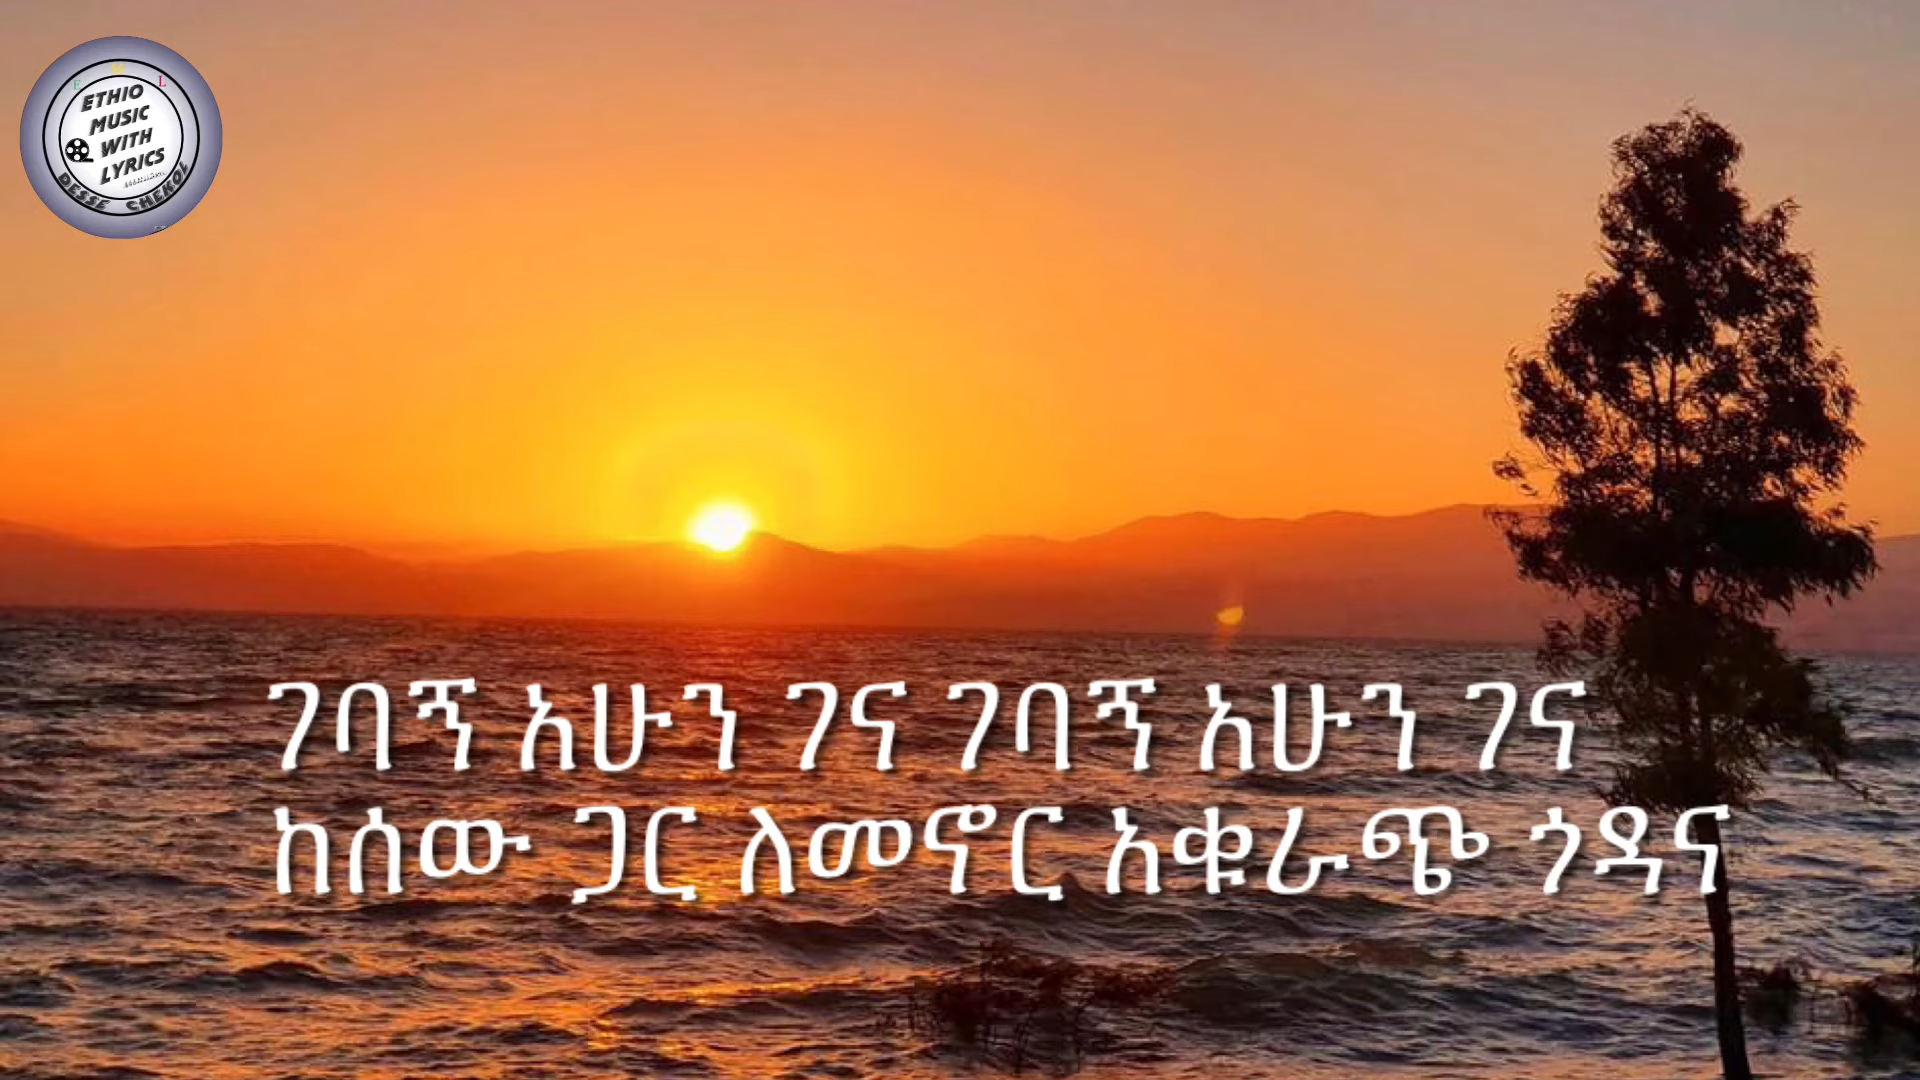 E M L
ETHIO
MUSIC
WITH
LYRICS
DESSE CHEKOL
ገባኝ አሁን ገና ገባኝ አሁን ገና
ከሰው ጋር ለመኖር አቁራጭ ጎዳና